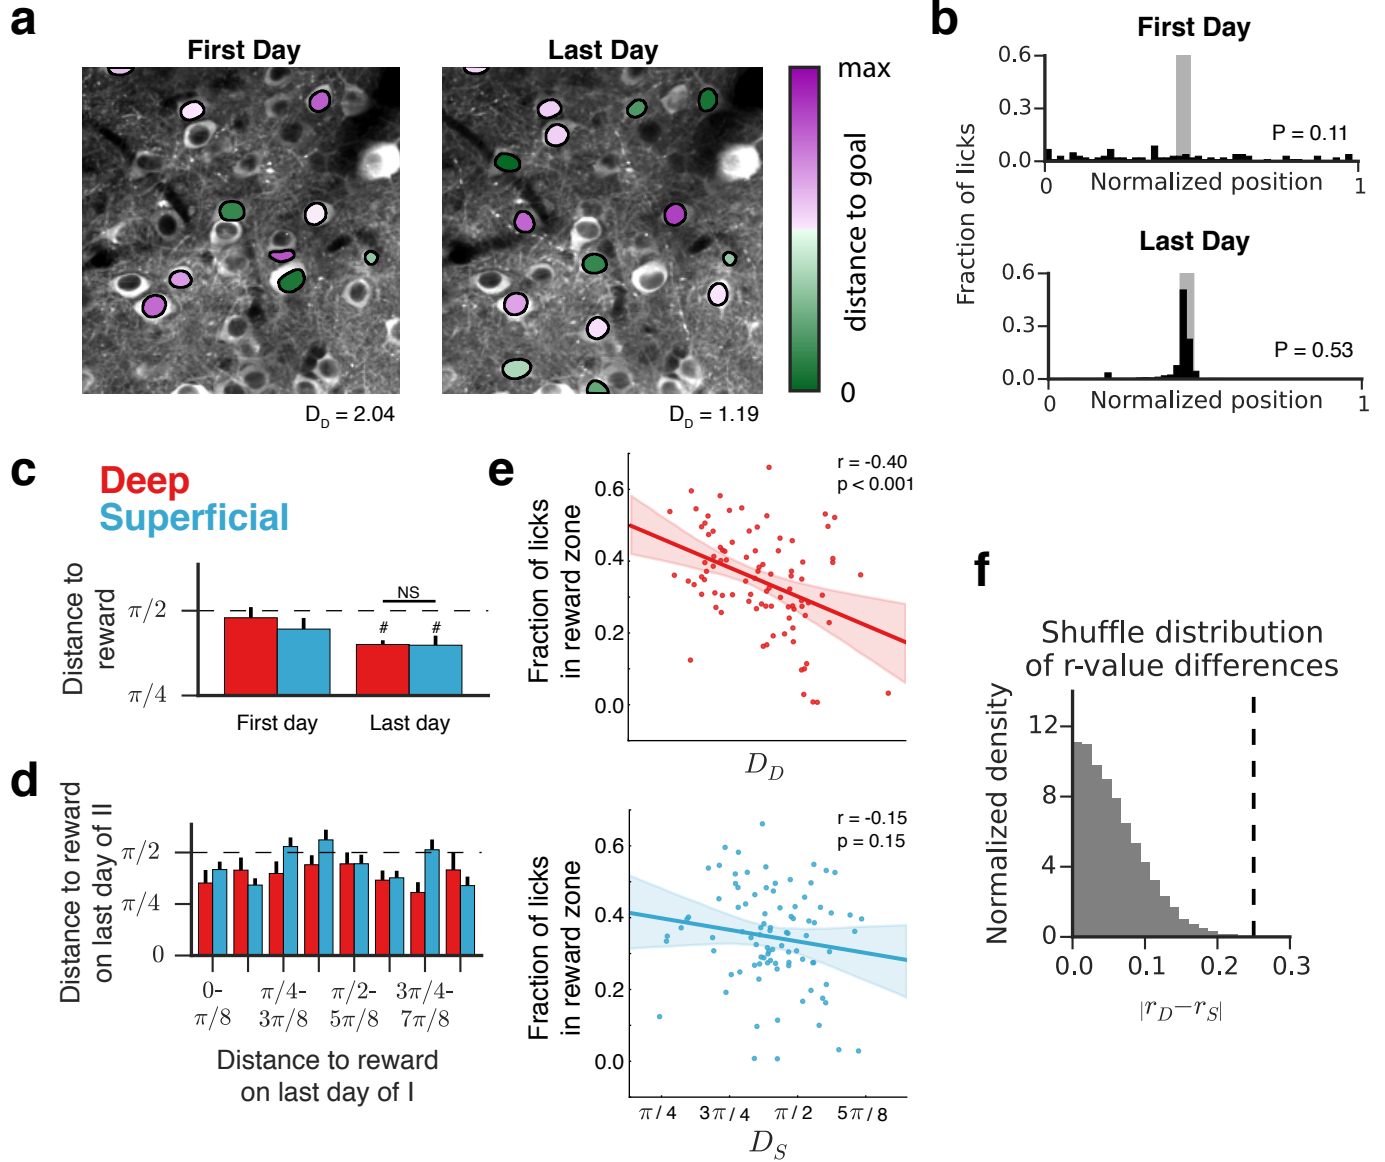 a
First Day
Last Day
max
distance to goal
0
D_D = 2.04
D_D = 1.19
b
First Day
Fraction of licks
0.6
0.3
0.0
P = 0.11
0
Normalized position
1
Last Day
0.6
0.3
0.0
P = 0.53
0
Normalized position
1
c
Deep
Superficial
Distance to
reward
π/2
π/4
NS
#
#
First day
Last day
d
Distance to reward
on last day of II
π/2
π/4
0
0-
π/8
π/4-
3π/8
π/2-
5π/8
3π/4-
7π/8
Distance to reward
on last day of I
e
Fraction of licks
in reward zone
0.6
0.4
0.2
0.0
r = -0.40
p < 0.001
D_D
Fraction of licks
in reward zone
0.6
0.4
0.2
0.0
r = -0.15
p = 0.15
π/4
3π/4
π/2
5π/8
D_S
f
Shuffle distribution
of r-value differences
Normalized density
12
8
4
0
0.0
0.1
0.2
0.3
|r_D−r_S|